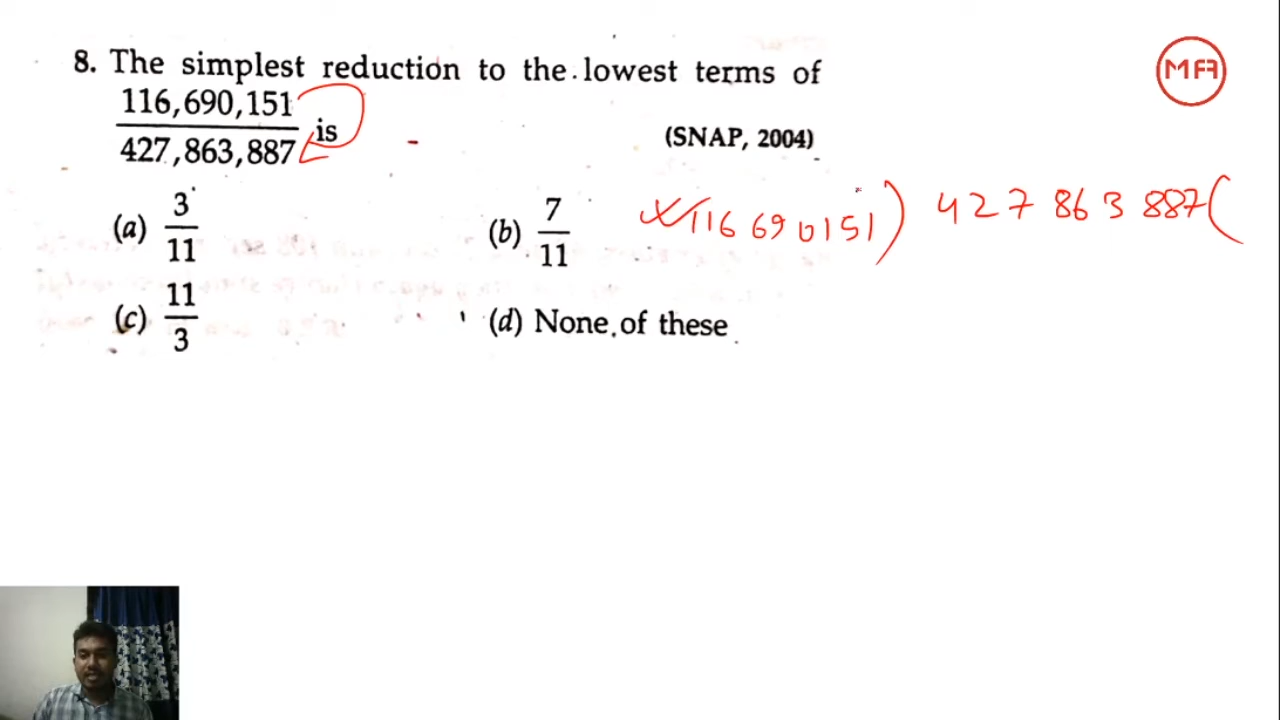 8. The simplest reduction to the lowest terms of
116,690,151
427,863,887
is
(SNAP, 2004)
(a) 3/11
(b) 7/11
(c) 11/3
(d) None of these
116690151) 427863887(
MFA